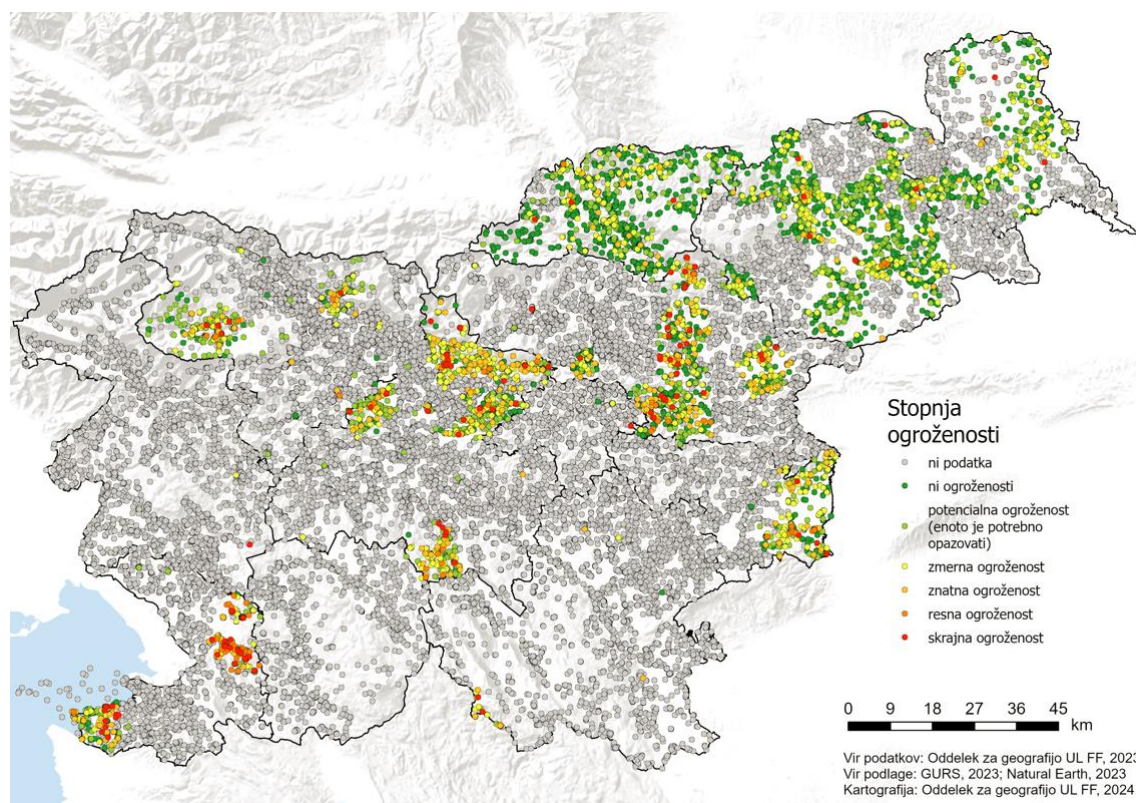 Stopnja
ogroženosti
ni podatka
ni ogroženosti
potencialna ogroženost
(enoto je potrebno
opazovati)
zmerna ogroženost
znatna ogroženost
resna ogroženost
skrajna ogroženost
0 9 18 27 36 45
km
Vir podatkov: Oddelek za geografijo UL FF, 2023
Vir podlage: GURS, 2023; Natural Earth, 2023
Kartografija: Oddelek za geografijo UL FF, 2024